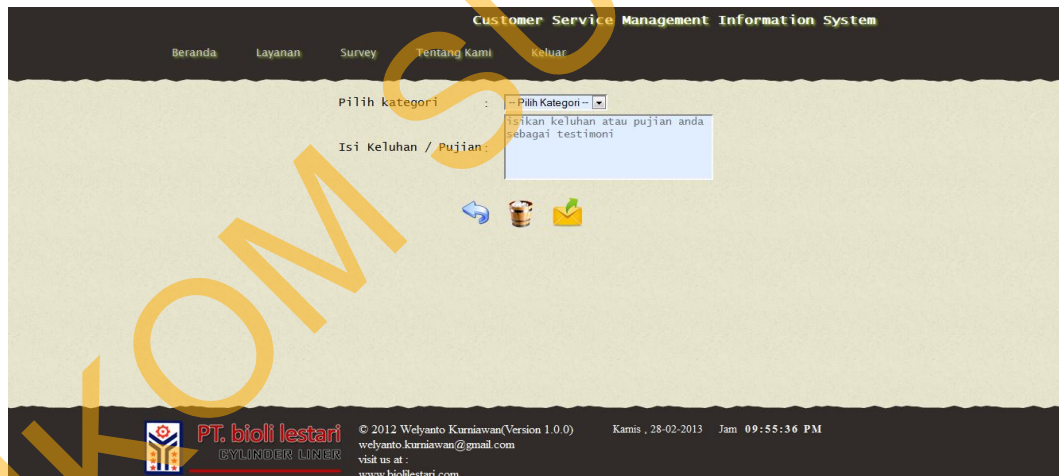 Customer Service Management Information System
Beranda Layanan Survey Tentang Kami Keluar
Pilih kategori : -- Pilih Kategori --
isikan keluhan atau pujian anda
sebagai testimoni
Isi Keluhan / Pujian:
PT. bioli lestari
CYLINDER LINER
© 2012 Welyanto Kurniawan(Version 1.0.0)
welyanto.kurniawan@gmail.com
visit us at :
www.biolilestari.com
Kamis , 28-02-2013 Jam 09:55:36 PM
KOM SU